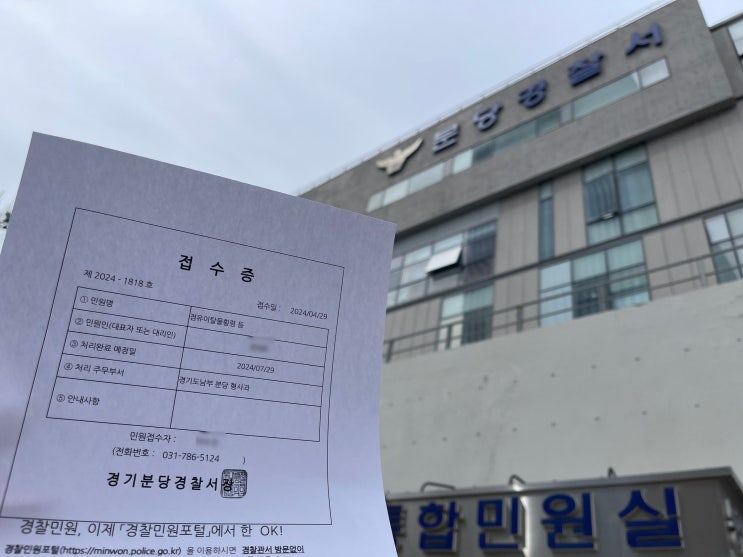 분당경찰서
접 수 증
제 2024 - 1818 호
접수일 : 2024/04/29
① 민원명 점유이탈물횡령 등
② 민원인(대표자 또는 대리인)
③ 처리완료 예정일 2024/07/29
④ 처리 주무부서 경기도남부 분당 형사과
⑤ 안내사항
민원접수자 :
(전화번호 : 031-786-5124 )
경기분당경찰서장
경찰민원, 이제 「경찰민원포털」에서 한 OK!
경찰민원포털(https://minwon.police.go.kr) 을 이용하시면 경찰관서 방문없이
통합민원실